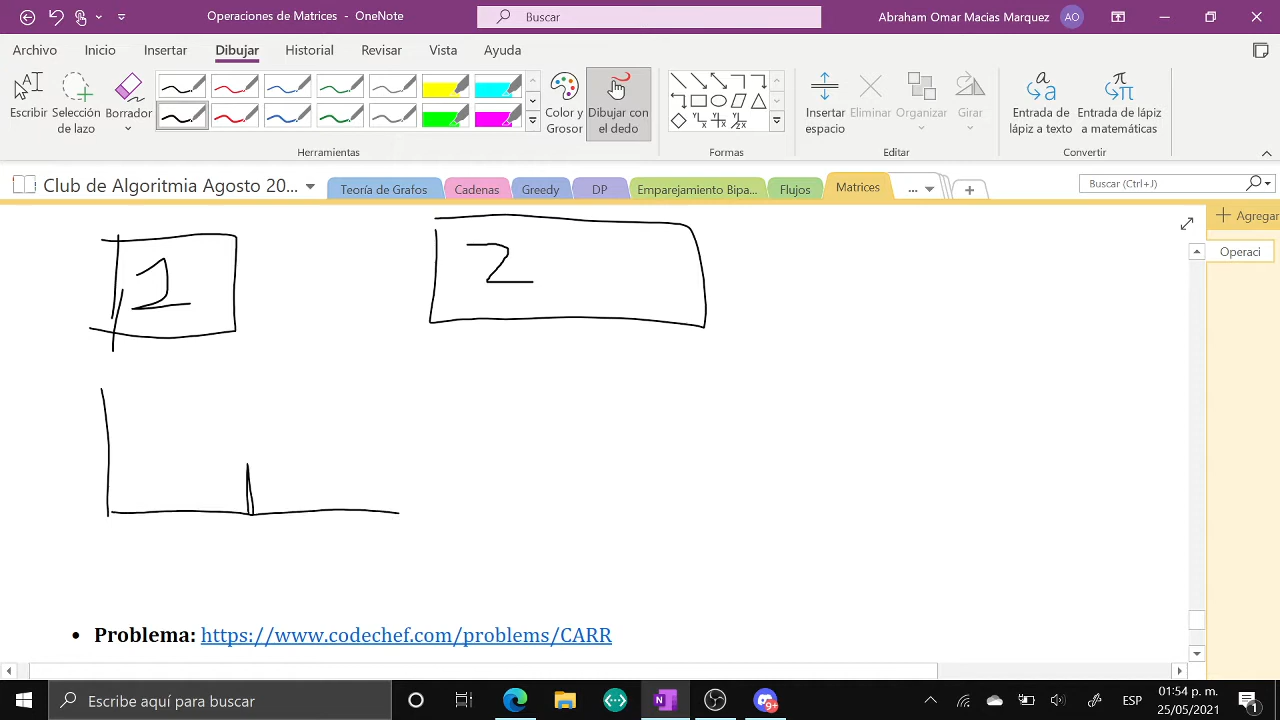 Operaciones de Matrices - OneNote
Buscar
Abraham Omar Macias Marquez AO
Archivo Inicio Insertar Dibujar Historial Revisar Vista Ayuda
Escribir
Selección de lazo
Borrador
Color y Grosor
Dibujar con el dedo
Insertar espacio
Eliminar
Organizar
Girar
Entrada de lápiz a texto
Entrada de lápiz a matemáticas
Herramientas Formas Editar Convertir
Club de Algoritmia Agosto 20...
Teoría de Grafos Cadenas Greedy DP Emparejamiento Bipa... Flujos Matrices ...
Buscar (Ctrl+J)
Agregar
Operaci
1
2
• Problema: https://www.codechef.com/problems/CARR
Escribe aquí para buscar
9+
ESP
01:54 p. m.
25/05/2021
1